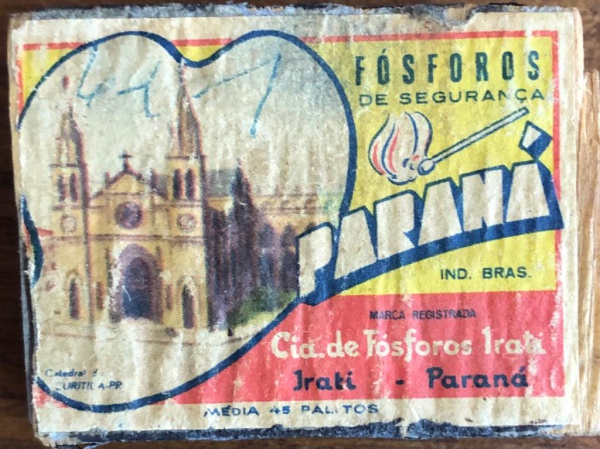 FÓSFOROS
DE SEGURANÇA
PARANÁ
IND. BRAS.
MARCA REGISTRADA
Cia. de Fósforos Irati
Irati - Paraná
Catedral
CURITIBA-PR
MÉDIA 45 PALITOS